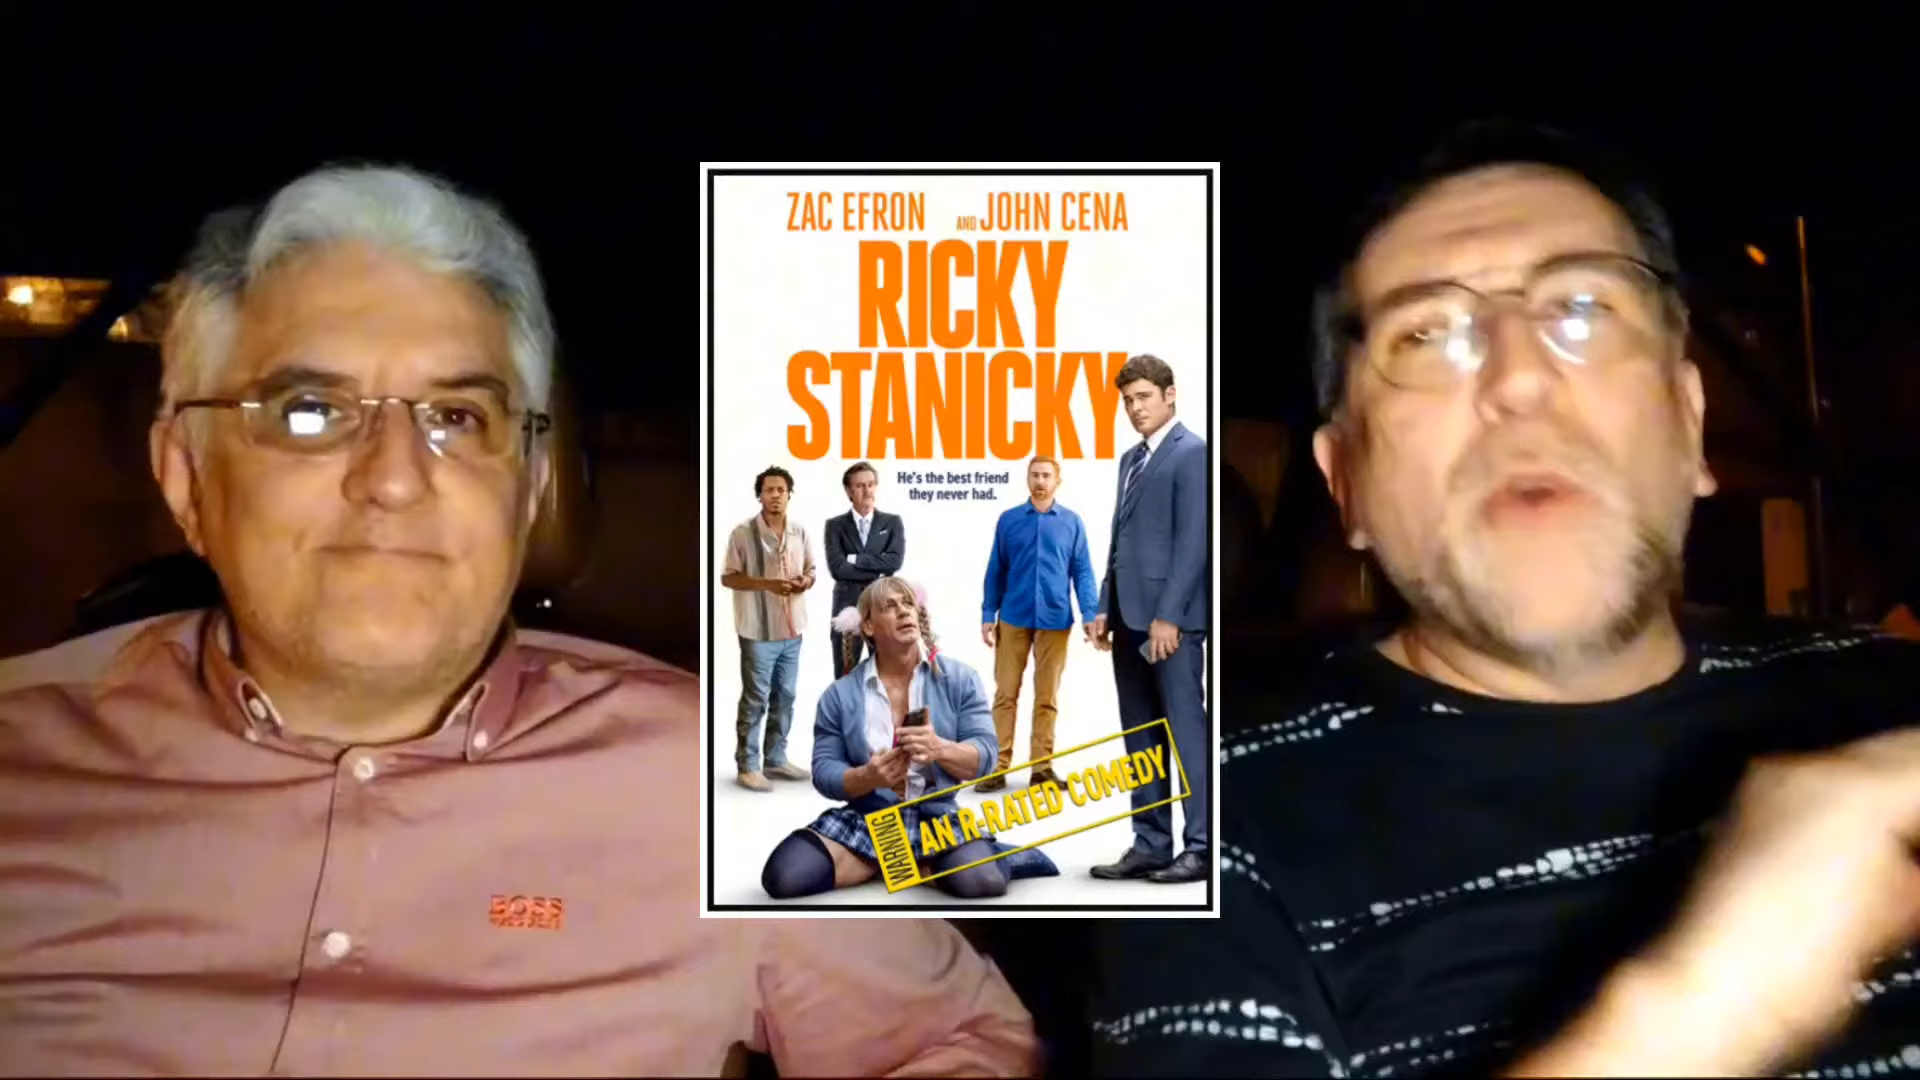 ZAC EFRON AND JOHN CENA
RICKY
STANICKY
He's the best friend
they never had.
WARNING
AN R-RATED COMEDY
BOSS